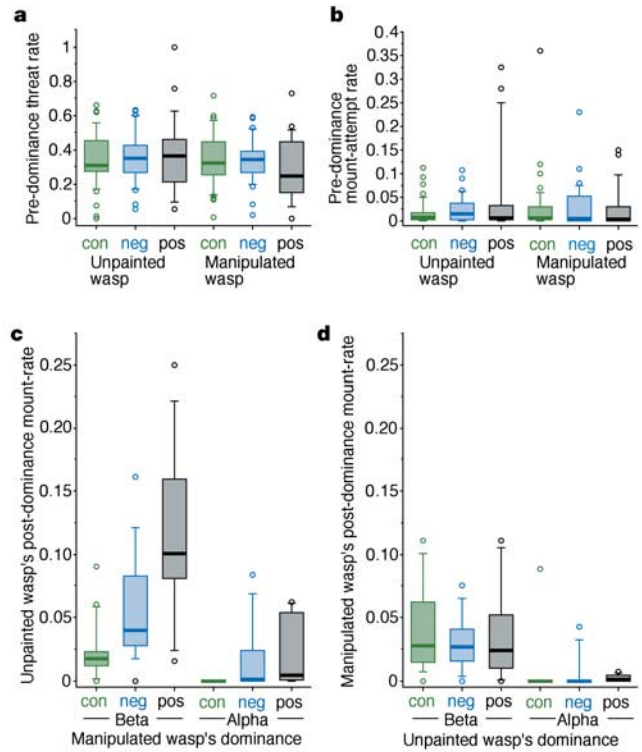 a
Pre-dominance threat rate
1
0.8
0.6
0.4
0.2
0
con neg pos con neg pos
Unpainted wasp
Manipulated wasp
b
Pre-dominance mount-attempt rate
0.4
0.35
0.3
0.25
0.2
0.15
0.1
0.05
0
con neg pos con neg pos
Unpainted wasp
Manipulated wasp
c
Unpainted wasp's post-dominance mount-rate
0.25
0.20
0.15
0.10
0.05
0
con neg pos con neg pos
Beta Alpha
Manipulated wasp's dominance
d
Manipulated wasp's post-dominance mount-rate
0.25
0.20
0.15
0.10
0.05
0
con neg pos con neg pos
Beta Alpha
Unpainted wasp's dominance